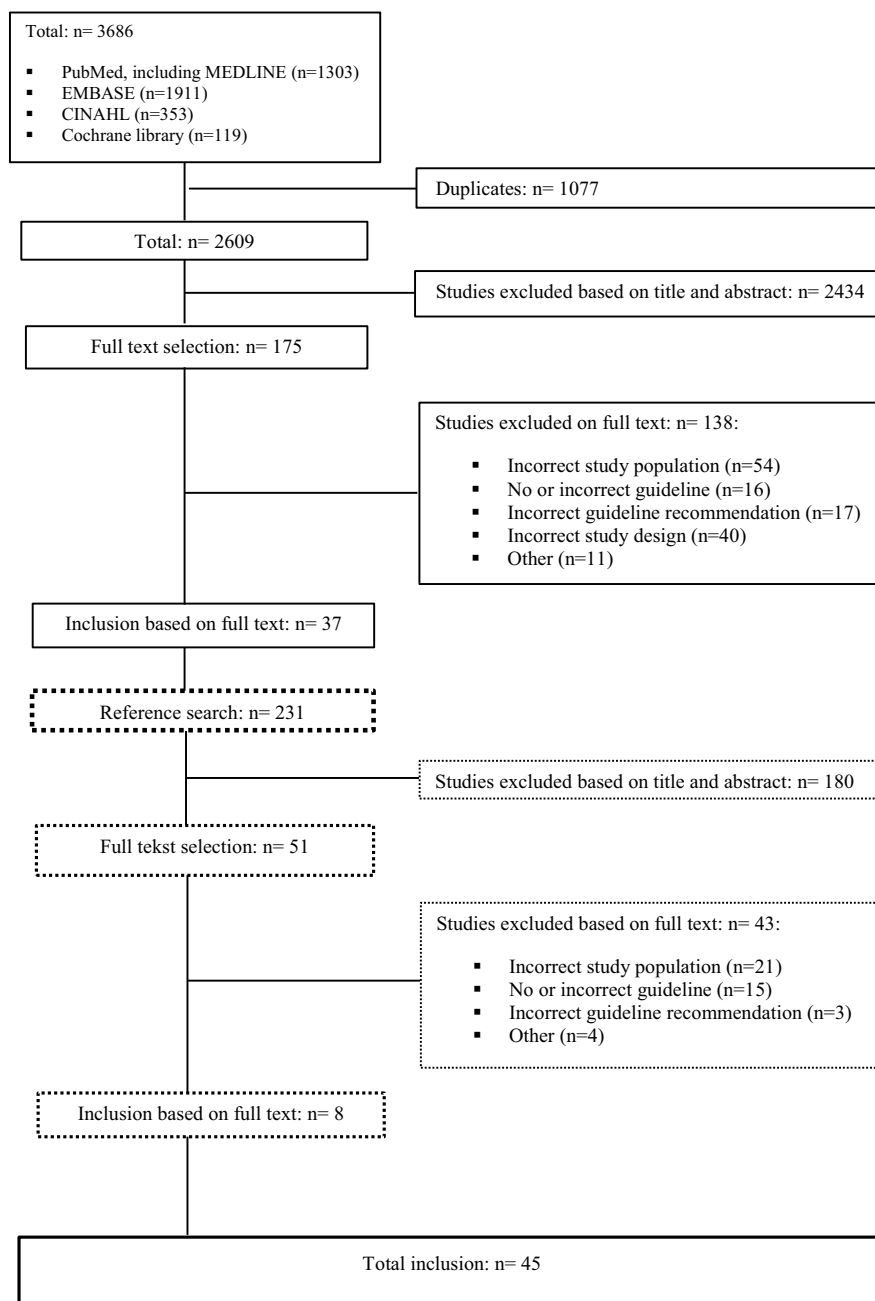 Total: n= 3686
▪ PubMed, including MEDLINE (n=1303)
▪ EMBASE (n=1911)
▪ CINAHL (n=353)
▪ Cochrane library (n=119)
Duplicates: n= 1077
Total: n= 2609
Studies excluded based on title and abstract: n= 2434
Full text selection: n= 175
Studies excluded on full text: n= 138:
▪ Incorrect study population (n=54)
▪ No or incorrect guideline (n=16)
▪ Incorrect guideline recommendation (n=17)
▪ Incorrect study design (n=40)
▪ Other (n=11)
Inclusion based on full text: n= 37
Reference search: n= 231
Studies excluded based on title and abstract: n= 180
Full tekst selection: n= 51
Studies excluded based on full text: n= 43:
▪ Incorrect study population (n=21)
▪ No or incorrect guideline (n=15)
▪ Incorrect guideline recommendation (n=3)
▪ Other (n=4)
Inclusion based on full text: n= 8
Total inclusion: n= 45